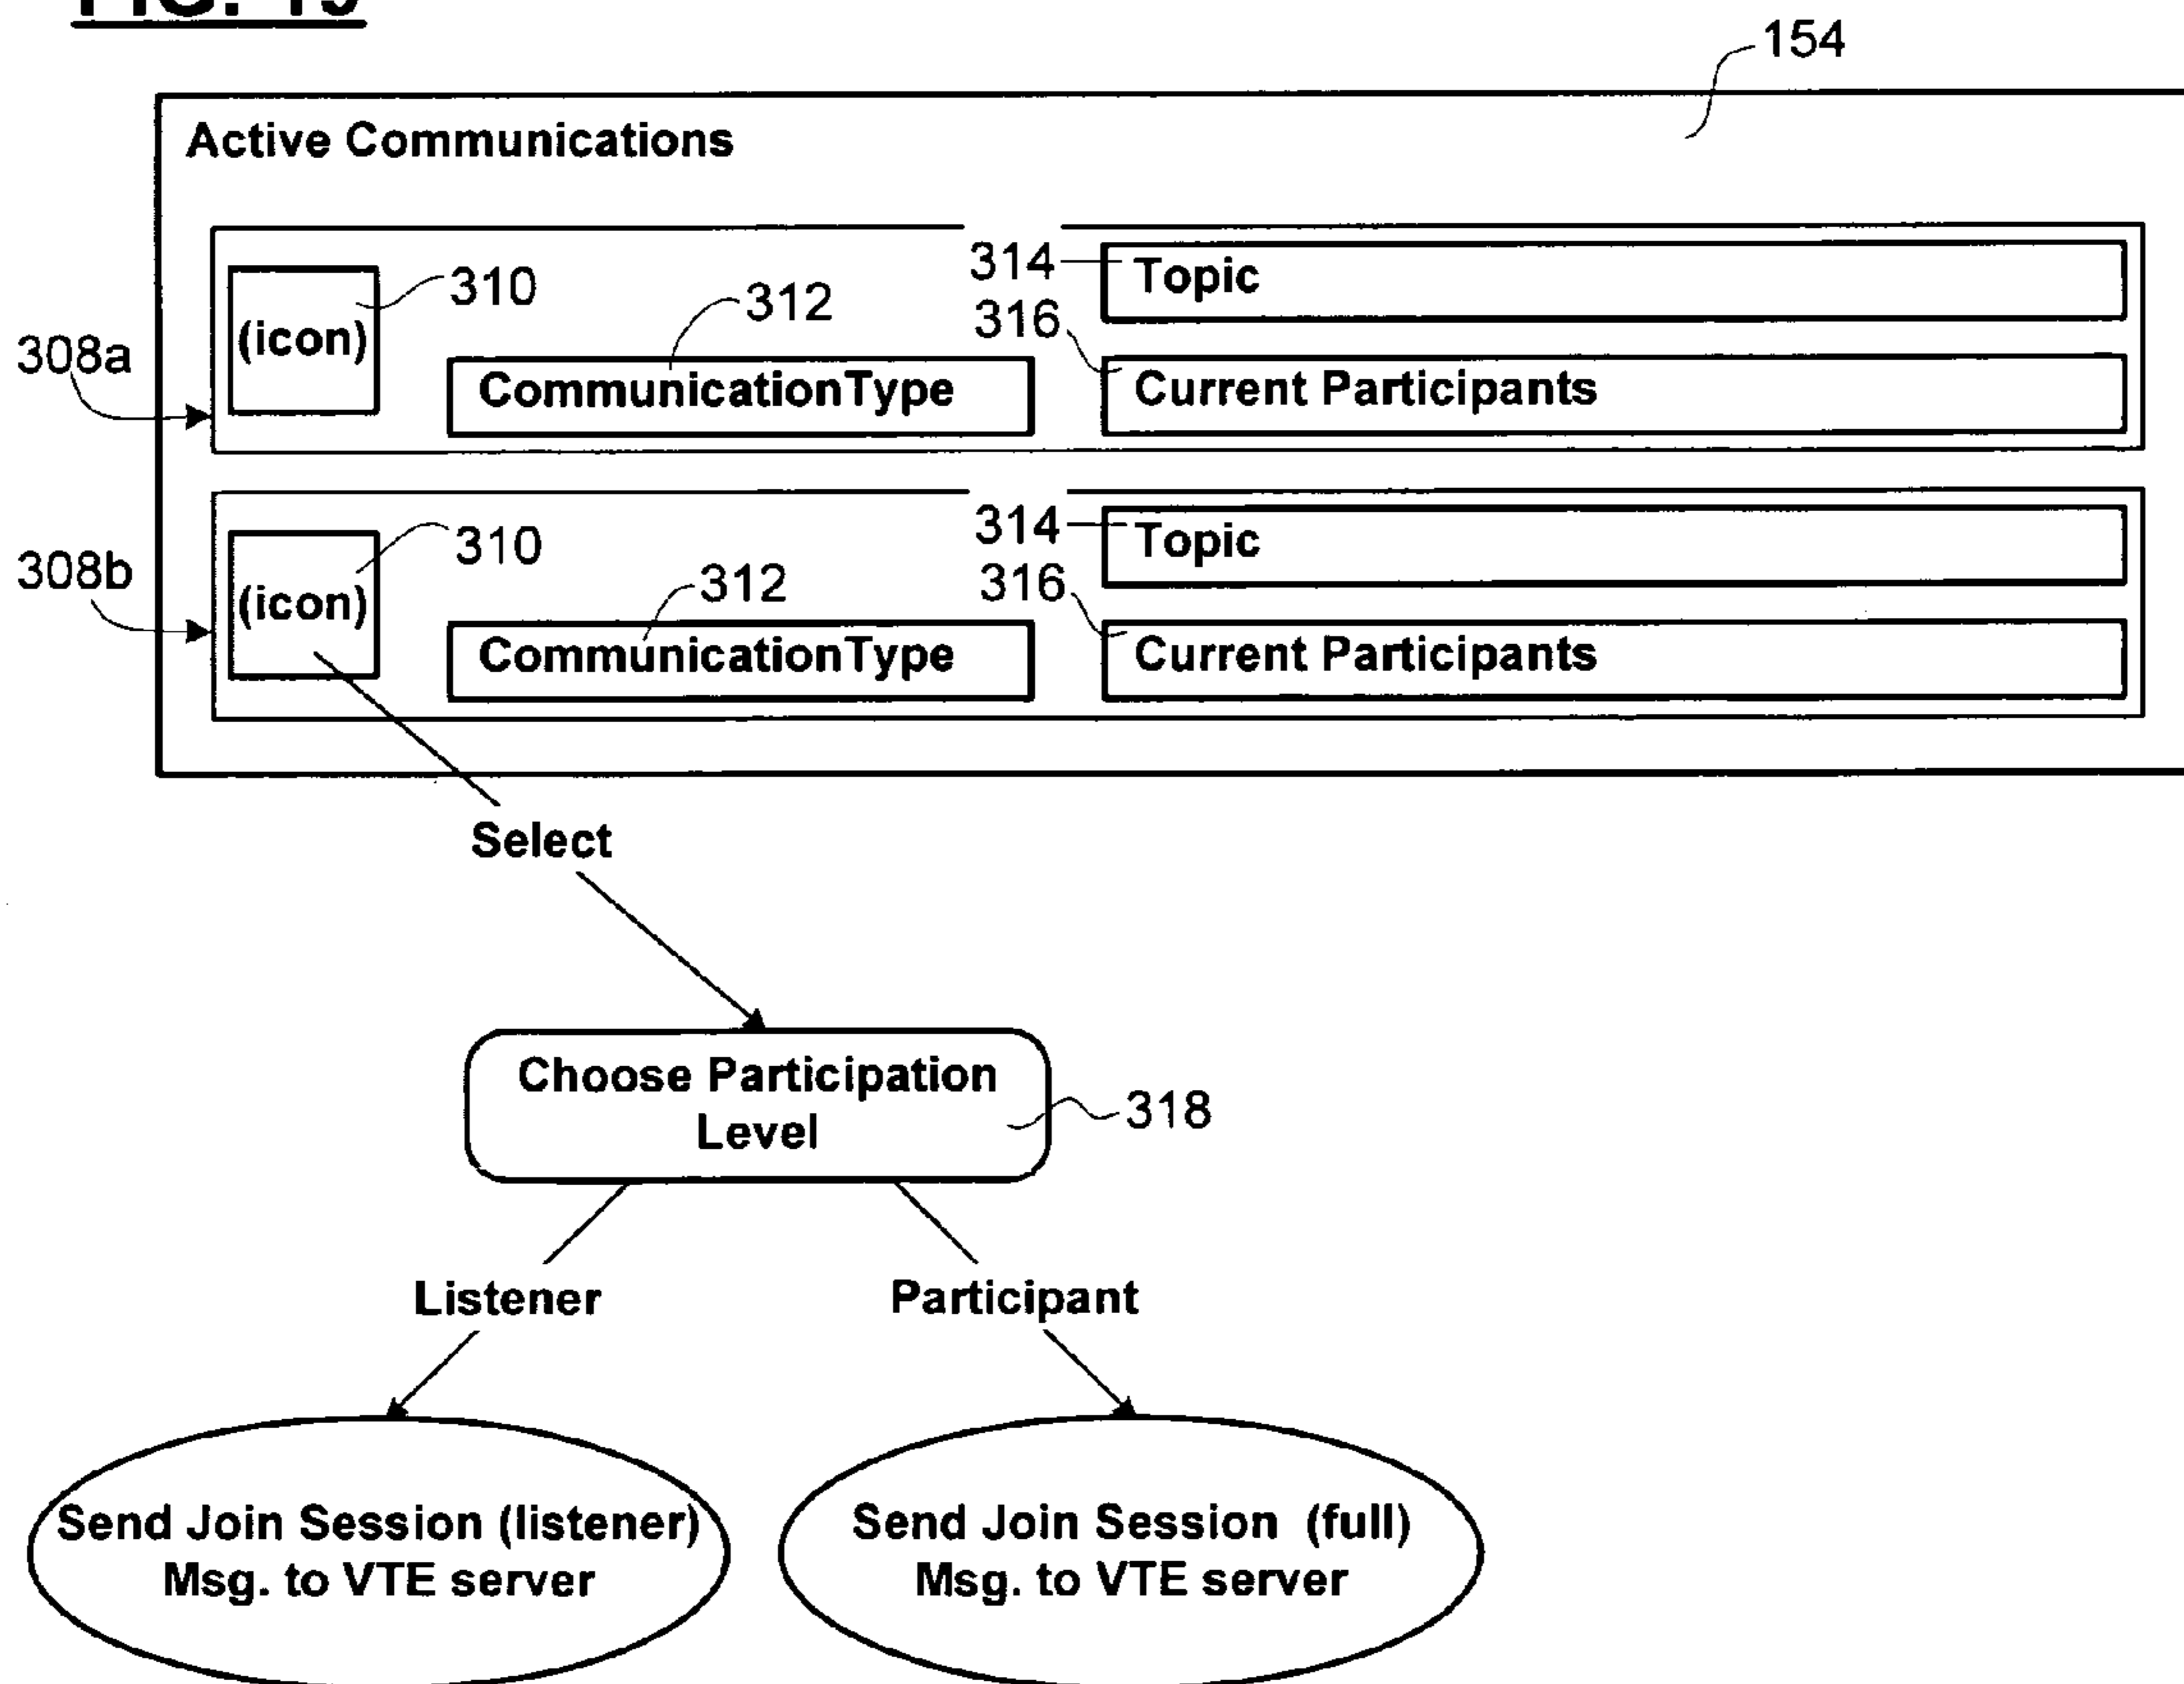 154
Active Communications
310
(icon)
308a
312
CommunicationType
314
Topic
316
Current Participants
310
(icon)
308b
312
CommunicationType
314
Topic
316
Current Participants
Select
Choose Participation
Level
318
Listener
Participant
Send Join Session (listener)
Msg. to VTE server
Send Join Session (full)
Msg. to VTE server